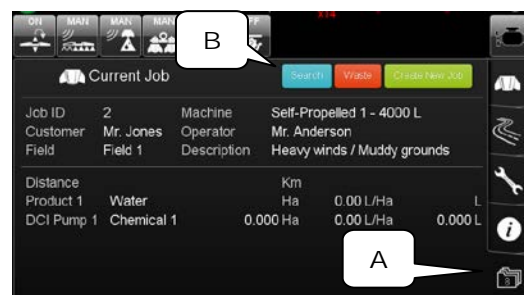 ON MAN MAN MAN
X14
B
Current Job Search Waste Create New Job
Job ID 2 Machine Self-Propelled 1 - 4000 L
Customer Mr. Jones Operator Mr. Anderson
Field Field 1 Description Heavy winds / Muddy grounds
Distance Km
Product 1 Water Ha 0.00 L/Ha L
DCI Pump 1 Chemical 1 0.000 Ha 0.00 L/Ha 0.000 L
A